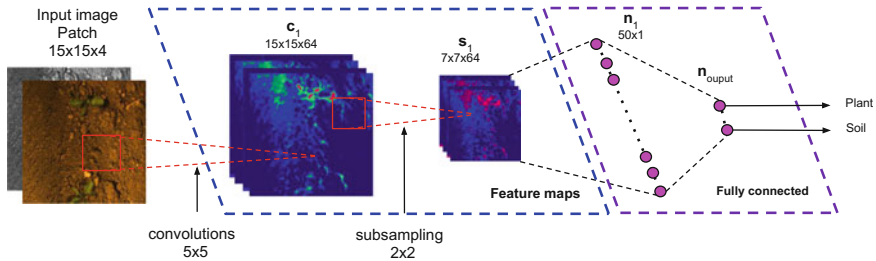 Input image
Patch
15x15x4
c1
15x15x64
s1
7x7x64
n1
50x1
nouput
Plant
Soil
Feature maps
Fully connected
convolutions
5x5
subsampling
2x2